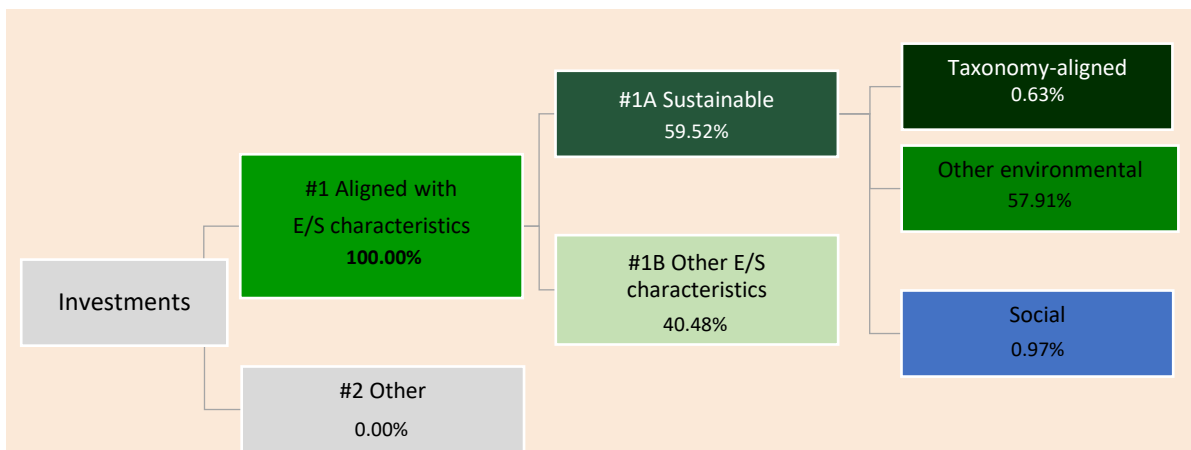 Investments
#1 Aligned with
E/S characteristics
100.00%
#2 Other
0.00%
#1A Sustainable
59.52%
#1B Other E/S
characteristics
40.48%
Taxonomy-aligned
0.63%
Other environmental
57.91%
Social
0.97%